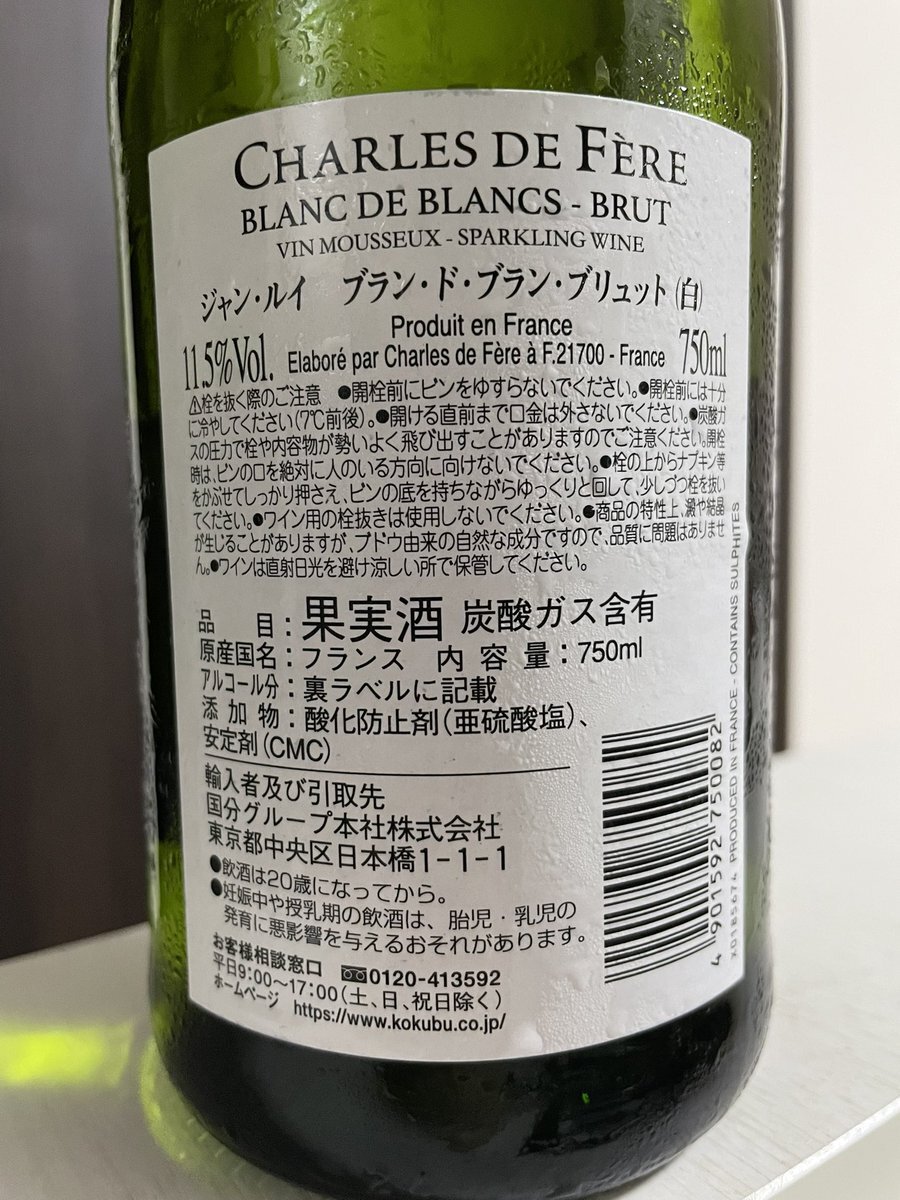 CHARLES DE FÈRE
BLANC DE BLANCS - BRUT
VIN MOUSSEUX - SPARKLING WINE
ジャン・ルイ ブラン・ド・ブラン・ブリュット (白)
Produit en France
11.5%Vol. Elaboré par Charles de Fère à F.21700 - France 750ml
⚠栓を抜く際のご注意 ●開栓前にビンをゆすらないでください。●開栓前には十分
に冷やしてください(7℃前後)。●開ける直前まで口金は外さないでください。●炭酸ガ
スの圧力で栓や内容物が勢いよく飛び出すことがありますのでご注意ください。開栓
時は、ビンの口を絶対に人のいる方向に向けないでください。●栓の上からナプキン等
をかぶせてしっかり押さえ、ビンの底を持ちながらゆっくりと回して、少しづつ栓を抜い
てください。●ワイン用の栓抜きは使用しないでください。●商品の特性上、澱や結晶
が生じることがありますが、ブドウ由来の自然な成分ですので、品質に問題はありませ
ん。●ワインは直射日光を避け涼しい所で保管してください。
品目:果実酒 炭酸ガス含有
原産国名:フランス 内容量:750ml
アルコール分:裏ラベルに記載
添加物:酸化防止剤(亜硫酸塩)、
安定剤(CMC)
輸入者及び引取先
国分グループ本社株式会社
東京都中央区日本橋1-1-1
●飲酒は20歳になってから。
●妊娠中や授乳期の飲酒は、胎児・乳児の
発育に悪影響を与えるおそれがあります。
お客様相談窓口 0120-413592
平日9:00~17:00(土、日、祝日除く)
ホームページ https://www.kokubu.co.jp/
4 901592 750082
X0185674 PRODUCED IN FRANCE - CONTAINS SULPHITES